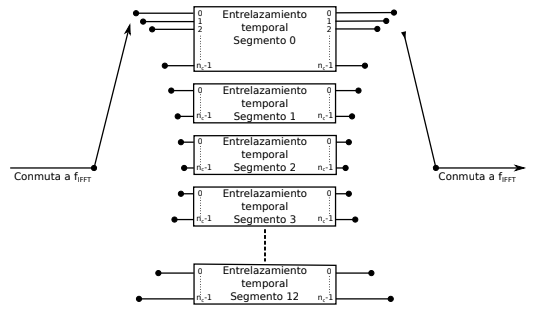 0 Entrelazamiento 0
1 temporal 1
2 Segmento 0 2
n_c-1 n_c-1
0 Entrelazamiento 0
temporal
n_c-1 Segmento 1 n_c-1
0 Entrelazamiento 0
temporal
n_c-1 Segmento 2 n_c-1
0 Entrelazamiento 0
temporal
n_c-1 Segmento 3 n_c-1
0 Entrelazamiento 0
temporal
n_c-1 Segmento 12 n_c-1
Conmuta a f_IFFT
Conmuta a f_IFFT